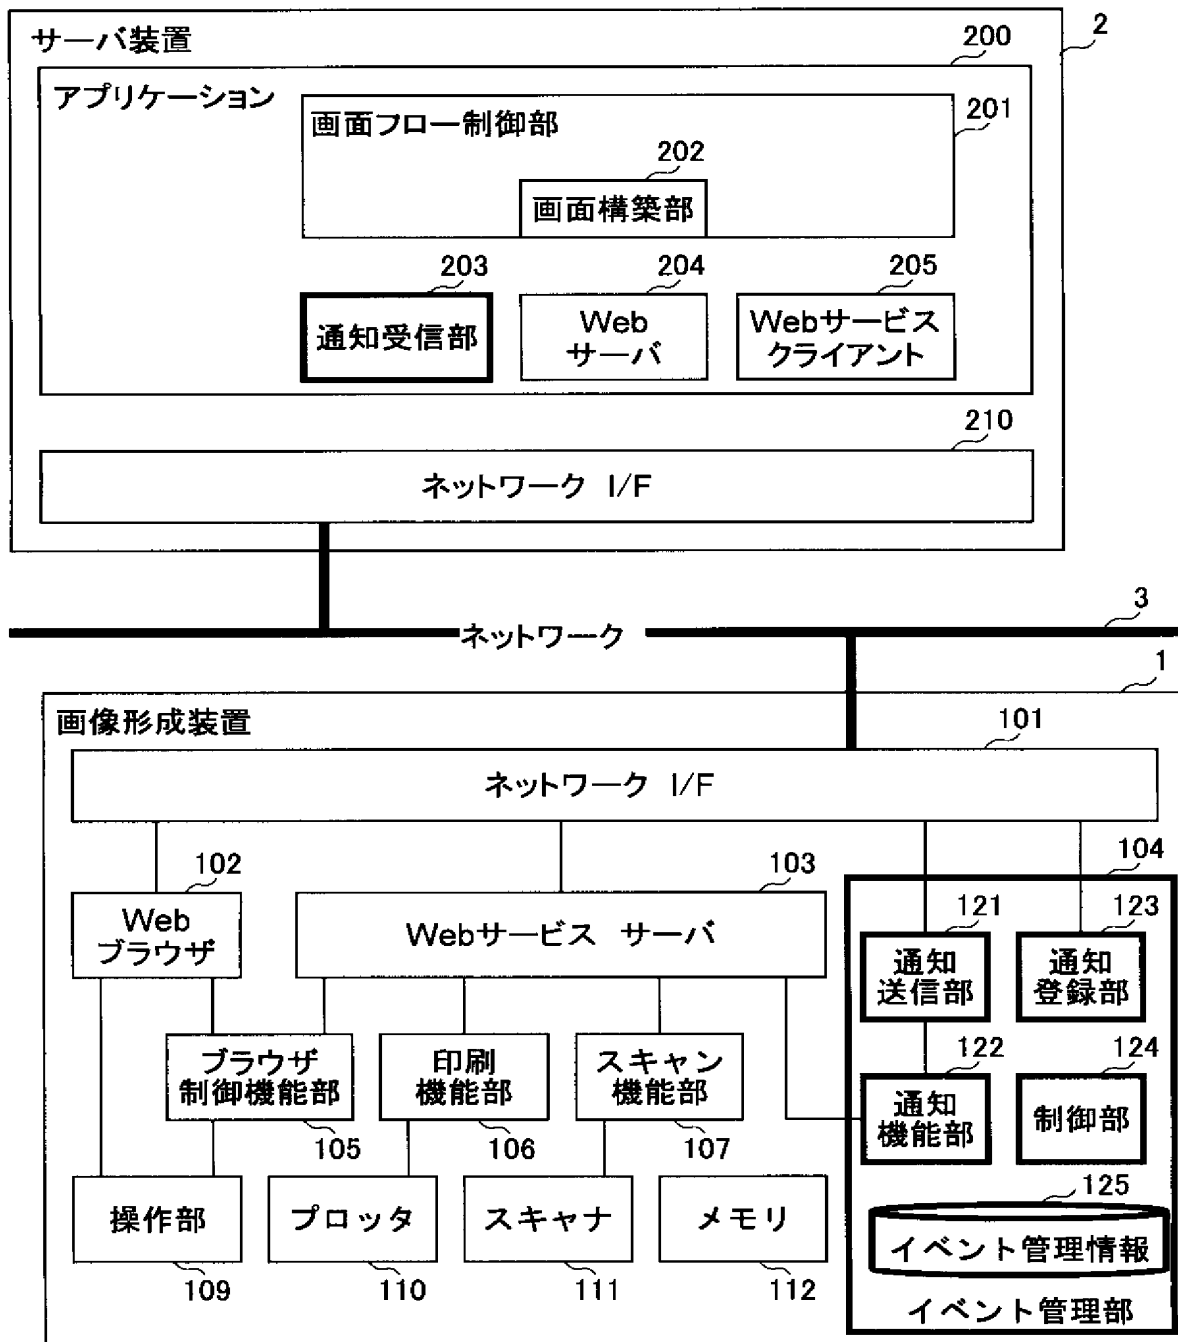 サーバ装置
2
200
アプリケーション
画面フロー制御部
201
202
画面構築部
203
204
205
通知受信部
Web
サーバ
Webサービス
クライアント
210
ネットワーク I/F
3
ネットワーク
1
画像形成装置
101
ネットワーク I/F
102
103
104
Web
ブラウザ
Webサービス サーバ
121
123
通知
送信部
通知
登録部
122
124
ブラウザ
制御機能部
印刷
機能部
スキャン
機能部
通知
機能部
制御部
105
106
107
125
操作部
プロッタ
スキャナ
メモリ
イベント管理情報
109
110
111
112
イベント管理部